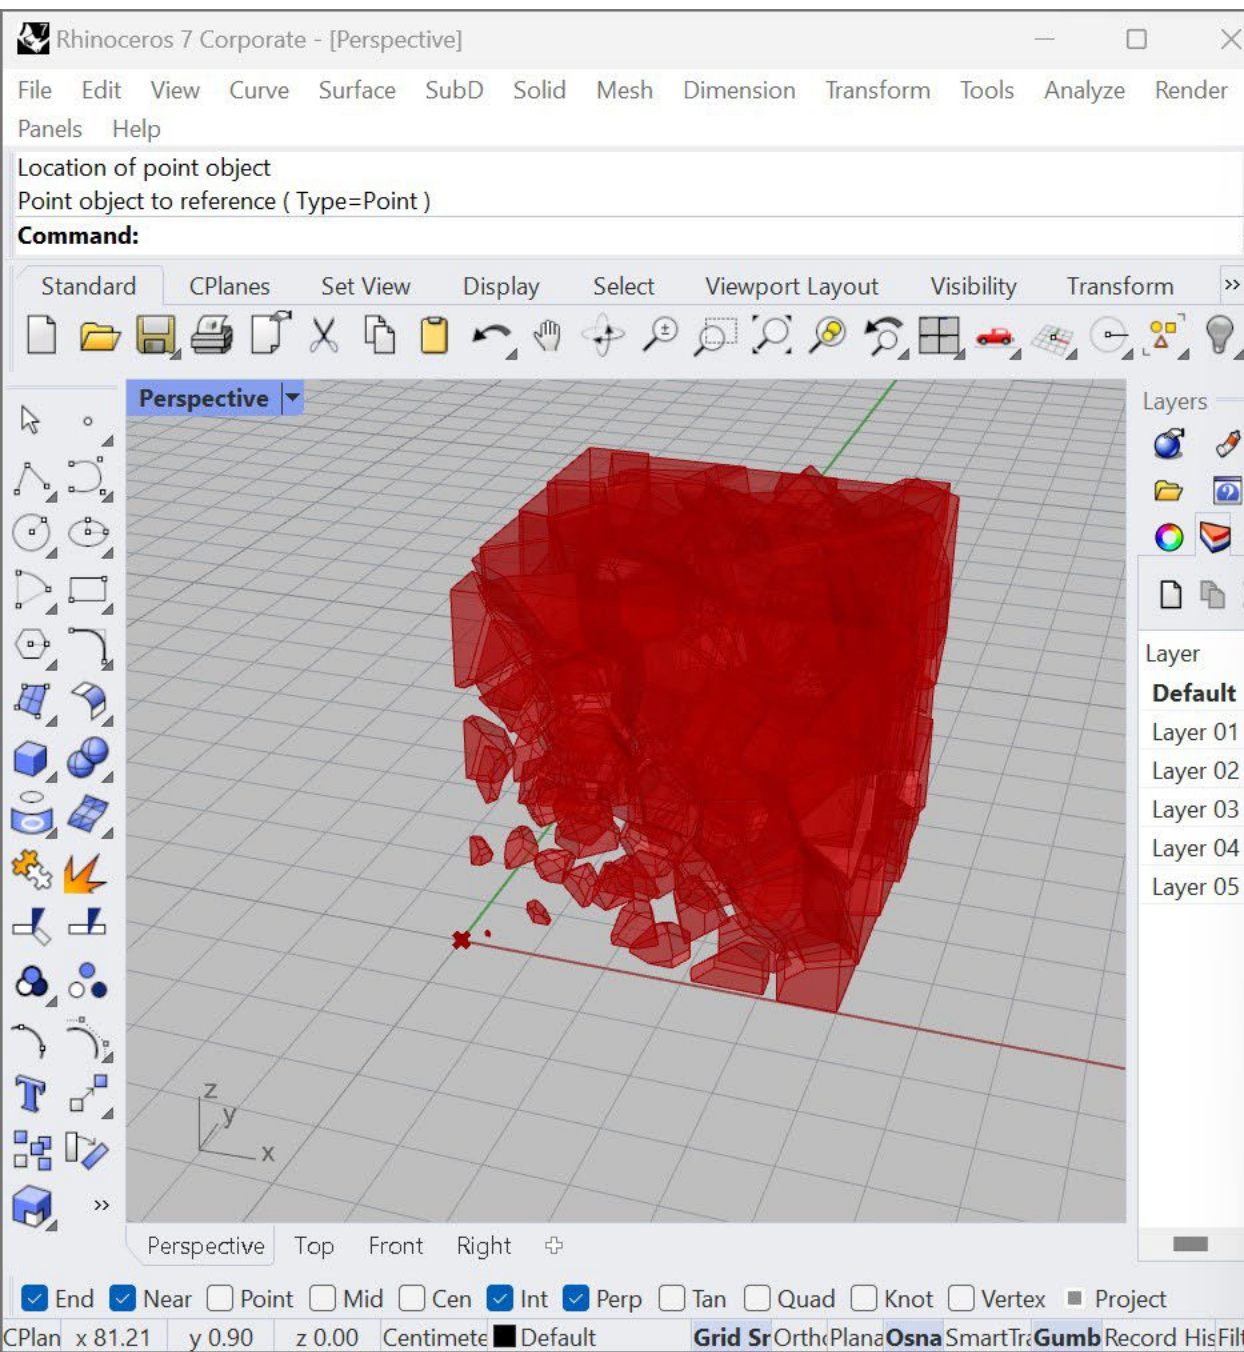 Rhinoceros 7 Corporate - [Perspective]
File Edit View Curve Surface SubD Solid Mesh Dimension Transform Tools Analyze Render
Panels Help
Location of point object
Point object to reference ( Type=Point )
Command:
Standard CPlanes Set View Display Select Viewport Layout Visibility Transform »
Perspective
Layers
Layer
Default
Layer 01
Layer 02
Layer 03
Layer 04
Layer 05
z
y
x
»
Perspective Top Front Right
End Near Point Mid Cen Int Perp Tan Quad Knot Vertex Project
CPlan x 81.21 y 0.90 z 0.00 Centimete Default Grid Sr Ortho Plana Osna SmartTra Gumb Record His Filt